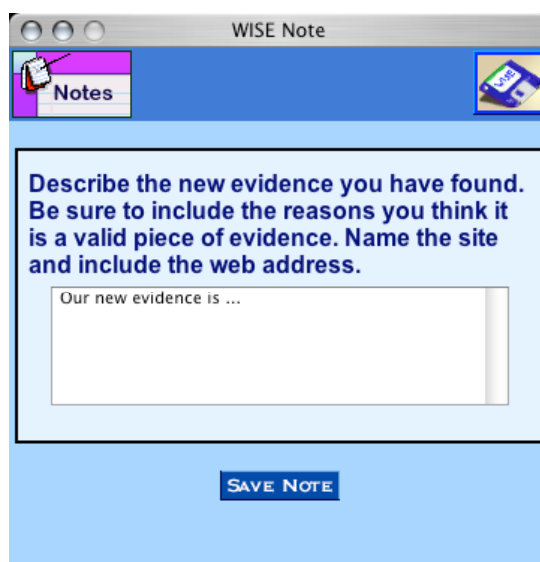 WISE Note
Notes
SAVE
Describe the new evidence you have found.
Be sure to include the reasons you think it
is a valid piece of evidence. Name the site
and include the web address.
Our new evidence is ...
SAVE NOTE